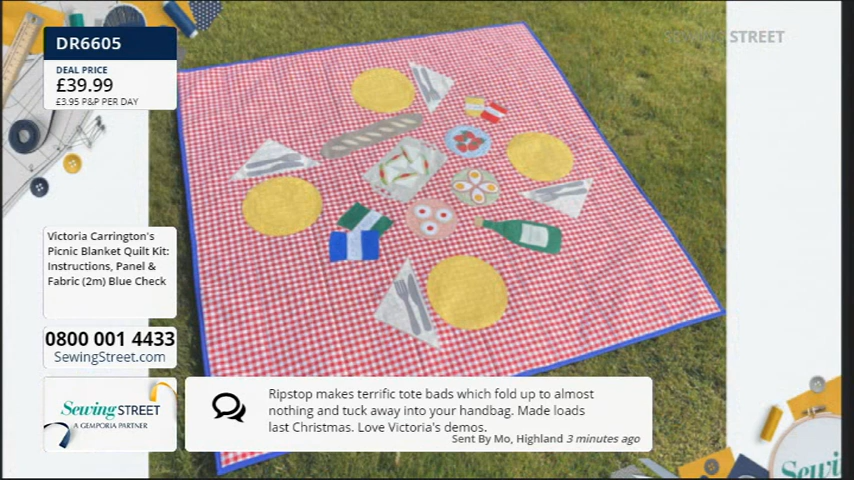 DR6605
DEAL PRICE
£39.99
£3.95 P&P PER DAY
SEWING STREET
Victoria Carrington's
Picnic Blanket Quilt Kit:
Instructions, Panel &
Fabric (2m) Blue Check
0800 001 4433
SewingStreet.com
Sewing STREET
A GEMPORIA PARTNER
Ripstop makes terrific tote bads which fold up to almost
nothing and tuck away into your handbag. Made loads
last Christmas. Love Victoria's demos.
Sent By Mo, Highland 3 minutes ago
Sewi